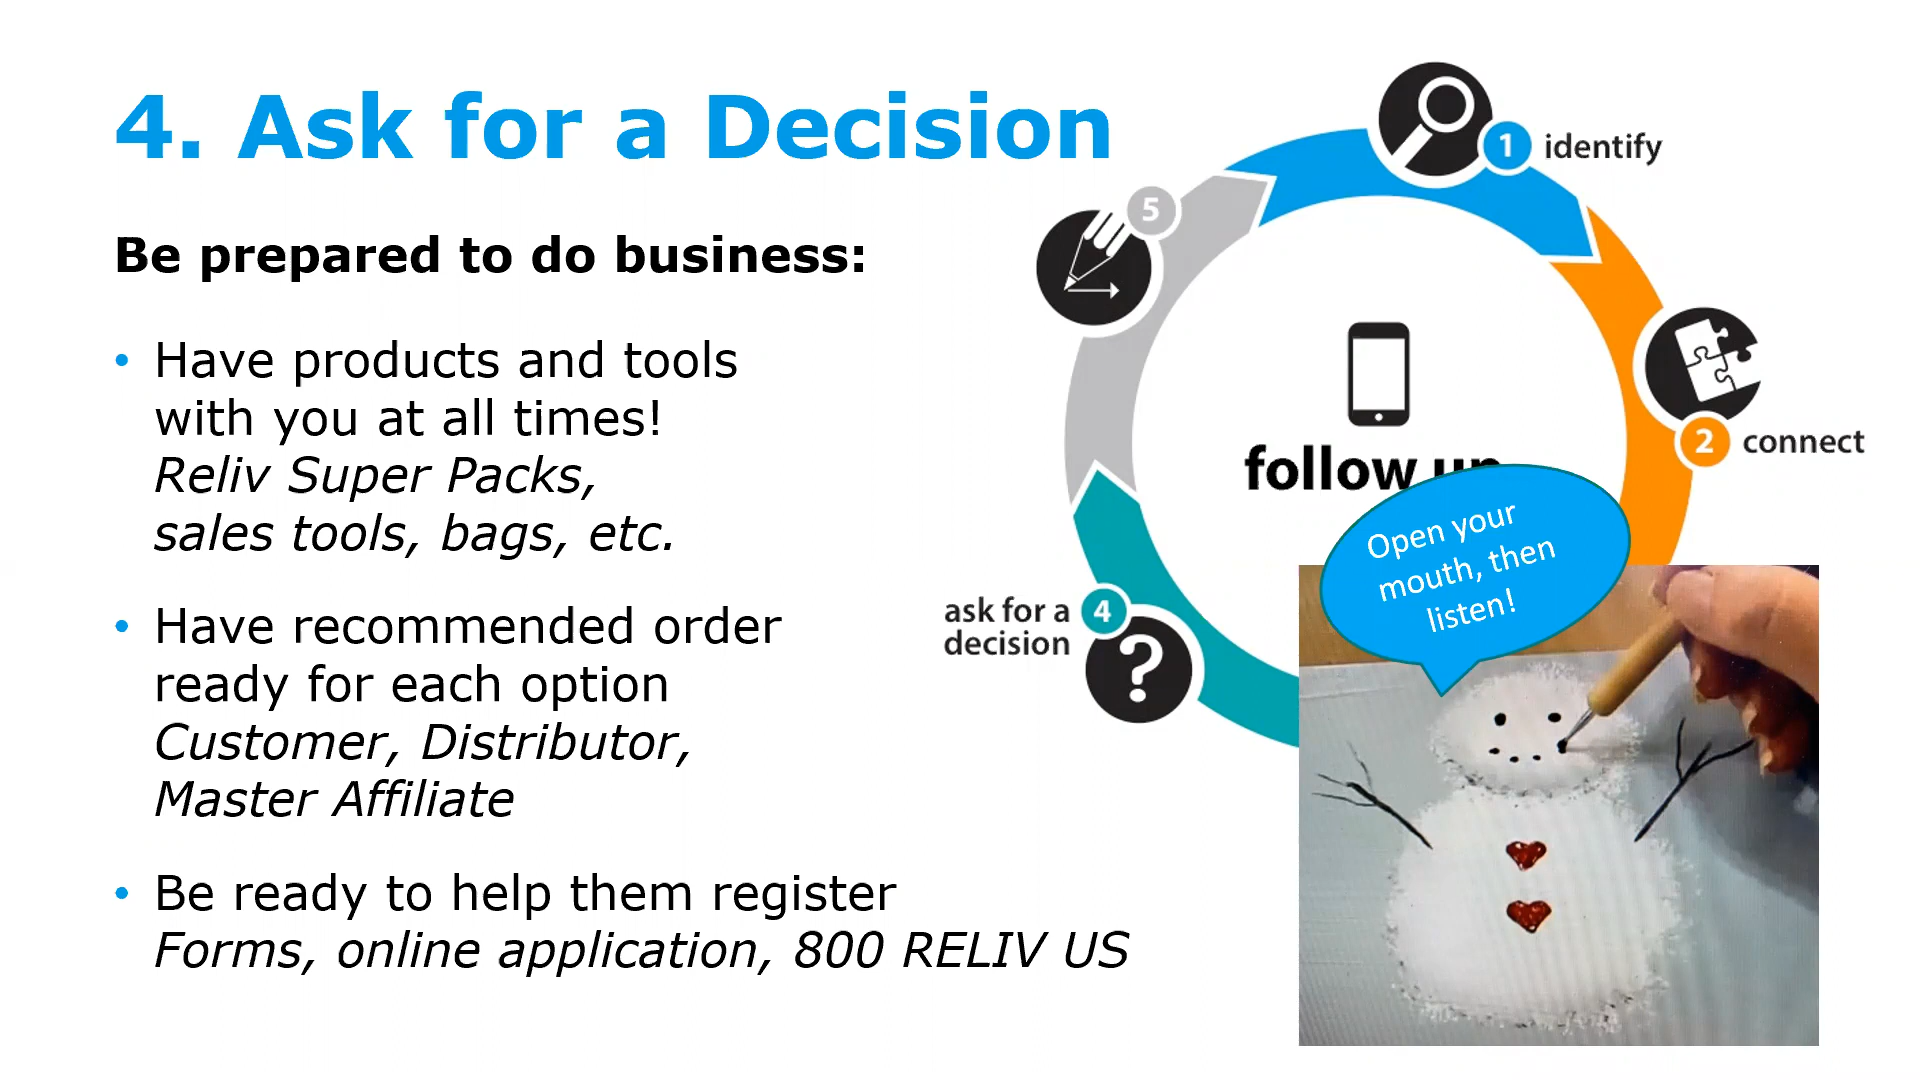 4. Ask for a Decision
Be prepared to do business:
• Have products and tools
with you at all times!
Reliv Super Packs,
sales tools, bags, etc.
• Have recommended order
ready for each option
Customer, Distributor,
Master Affiliate
• Be ready to help them register
Forms, online application, 800 RELIV US
1 identify
2 connect
5
follow up
Open your
mouth, then
listen!
ask for a 4
decision
?